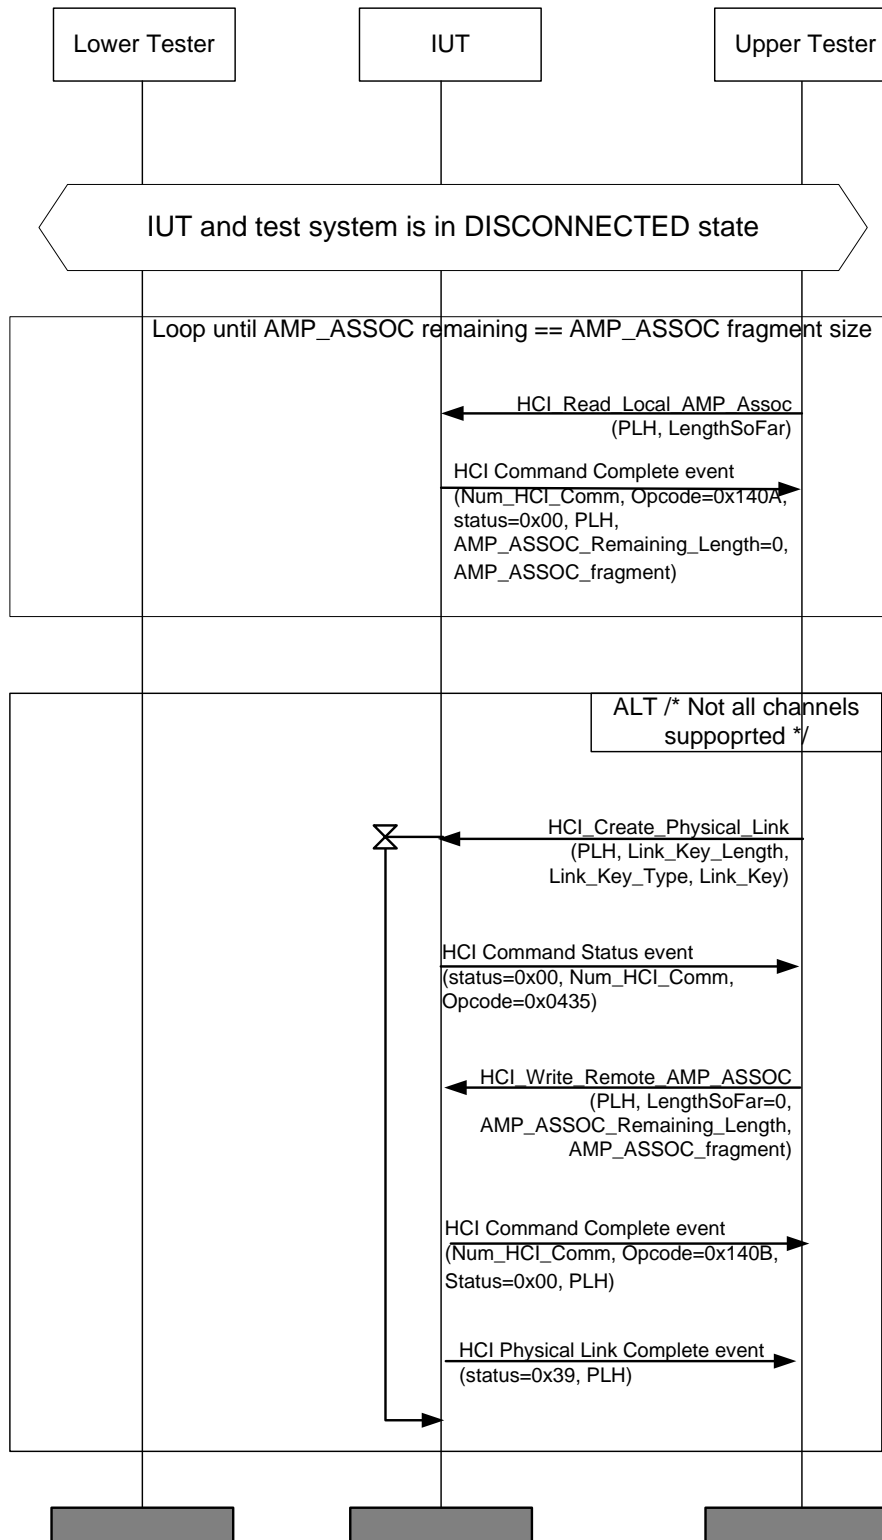 Lower Tester
IUT
Upper Tester
IUT and test system is in DISCONNECTED state
Loop until AMP_ASSOC remaining == AMP_ASSOC fragment size
HCI_Read_Local_AMP_Assoc
(PLH, LengthSoFar)
HCI Command Complete event
(Num_HCI_Comm, Opcode=0x140A,
status=0x00, PLH,
AMP_ASSOC_Remaining_Length=0,
AMP_ASSOC_fragment)
ALT /* Not all channels
suppoprted */
HCI_Create_Physical_Link
(PLH, Link_Key_Length,
Link_Key_Type, Link_Key)
HCI Command Status event
(status=0x00, Num_HCI_Comm,
Opcode=0x0435)
HCI_Write_Remote_AMP_ASSOC
(PLH, LengthSoFar=0,
AMP_ASSOC_Remaining_Length,
AMP_ASSOC_fragment)
HCI Command Complete event
(Num_HCI_Comm, Opcode=0x140B,
Status=0x00, PLH)
HCI Physical Link Complete event
(status=0x39, PLH)